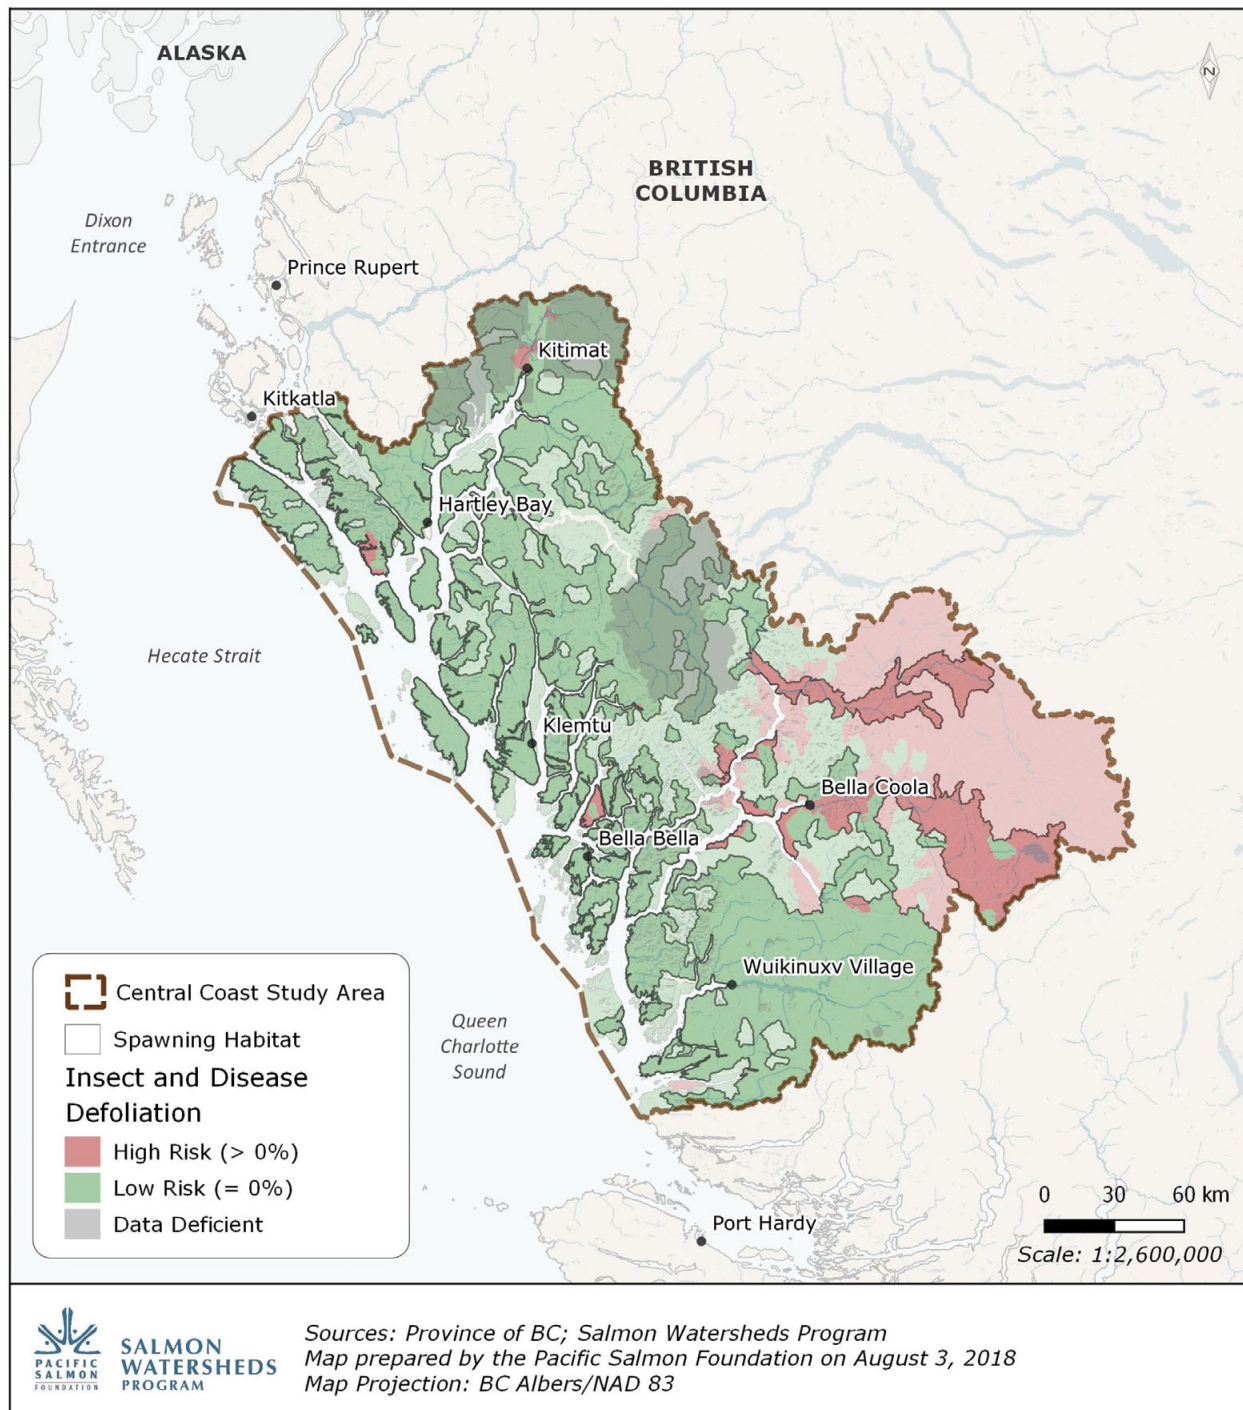 ALASKA
N
BRITISH
COLUMBIA
Dixon
Entrance
Prince Rupert
Kitimat
Kitkatla
Hartley Bay
Hecate Strait
Klemtu
Bella Coola
Bella Bella
Wuikinuxv Village
Queen
Charlotte
Sound
Port Hardy
Central Coast Study Area
Spawning Habitat
Insect and Disease
Defoliation
High Risk (> 0%)
Low Risk (= 0%)
Data Deficient
0 30 60 km
Scale: 1:2,600,000
PACIFIC
SALMON
FOUNDATION
SALMON
WATERSHEDS
PROGRAM
Sources: Province of BC; Salmon Watersheds Program
Map prepared by the Pacific Salmon Foundation on August 3, 2018
Map Projection: BC Albers/NAD 83